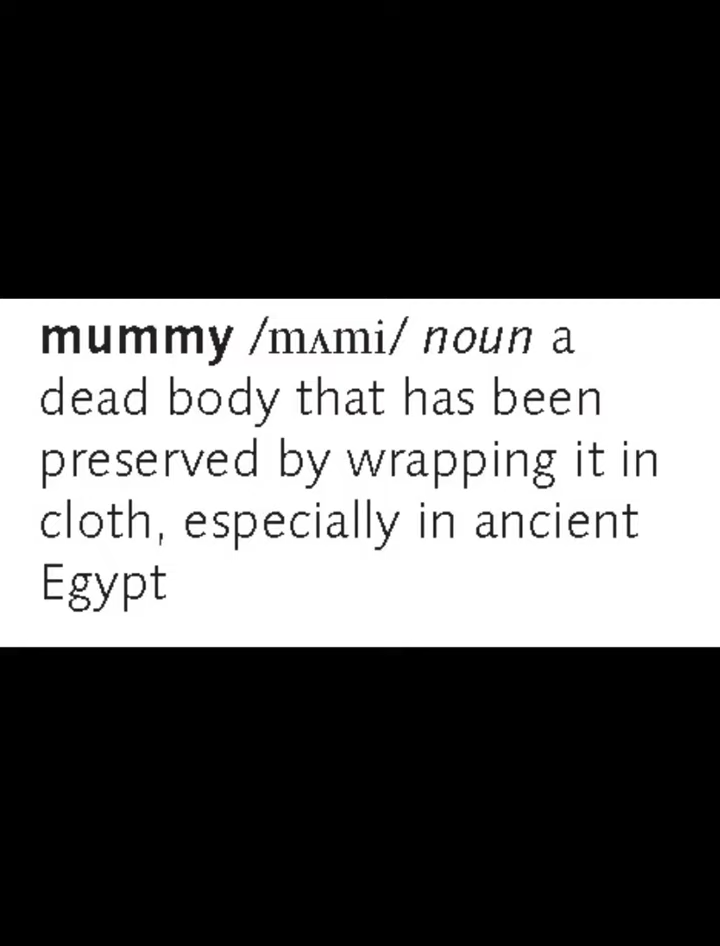 mummy /mʌmi/ noun a
dead body that has been
preserved by wrapping it in
cloth, especially in ancient
Egypt